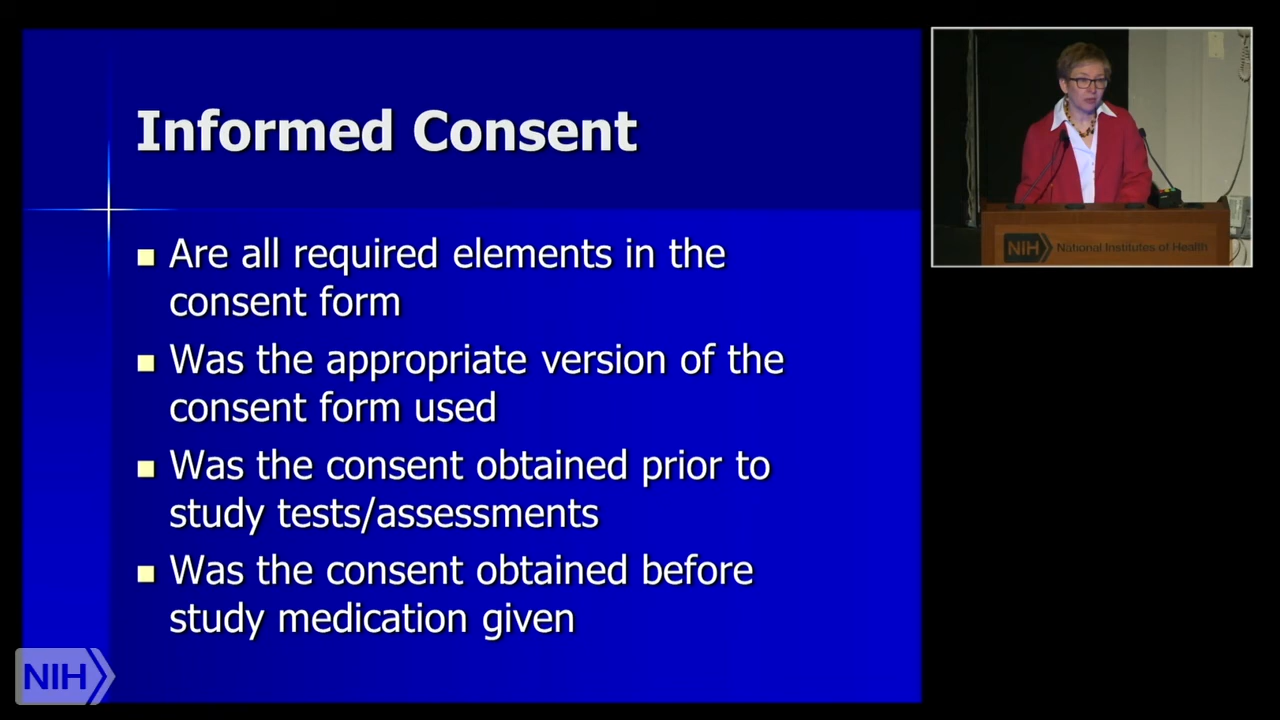 Informed Consent
Are all required elements in the
consent form
Was the appropriate version of the
consent form used
Was the consent obtained prior to
study tests/assessments
Was the consent obtained before
study medication given
NIH National Institutes of Health
NIH